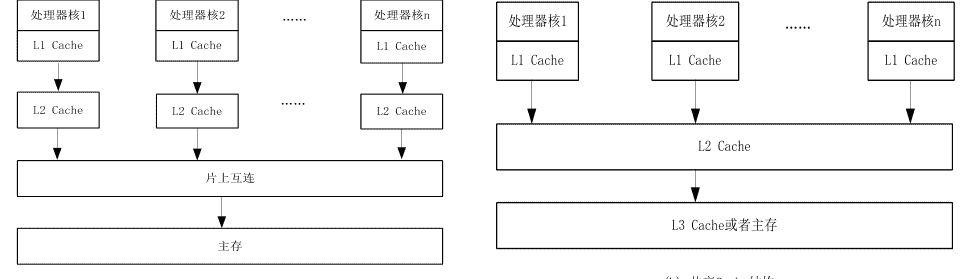 处理器核1 处理器核2 …… 处理器核n
L1 Cache L1 Cache L1 Cache
L2 Cache L2 Cache …… L2 Cache
片上互连
主存
处理器核1 处理器核2 …… 处理器核n
L1 Cache L1 Cache L1 Cache
L2 Cache
L3 Cache或者主存